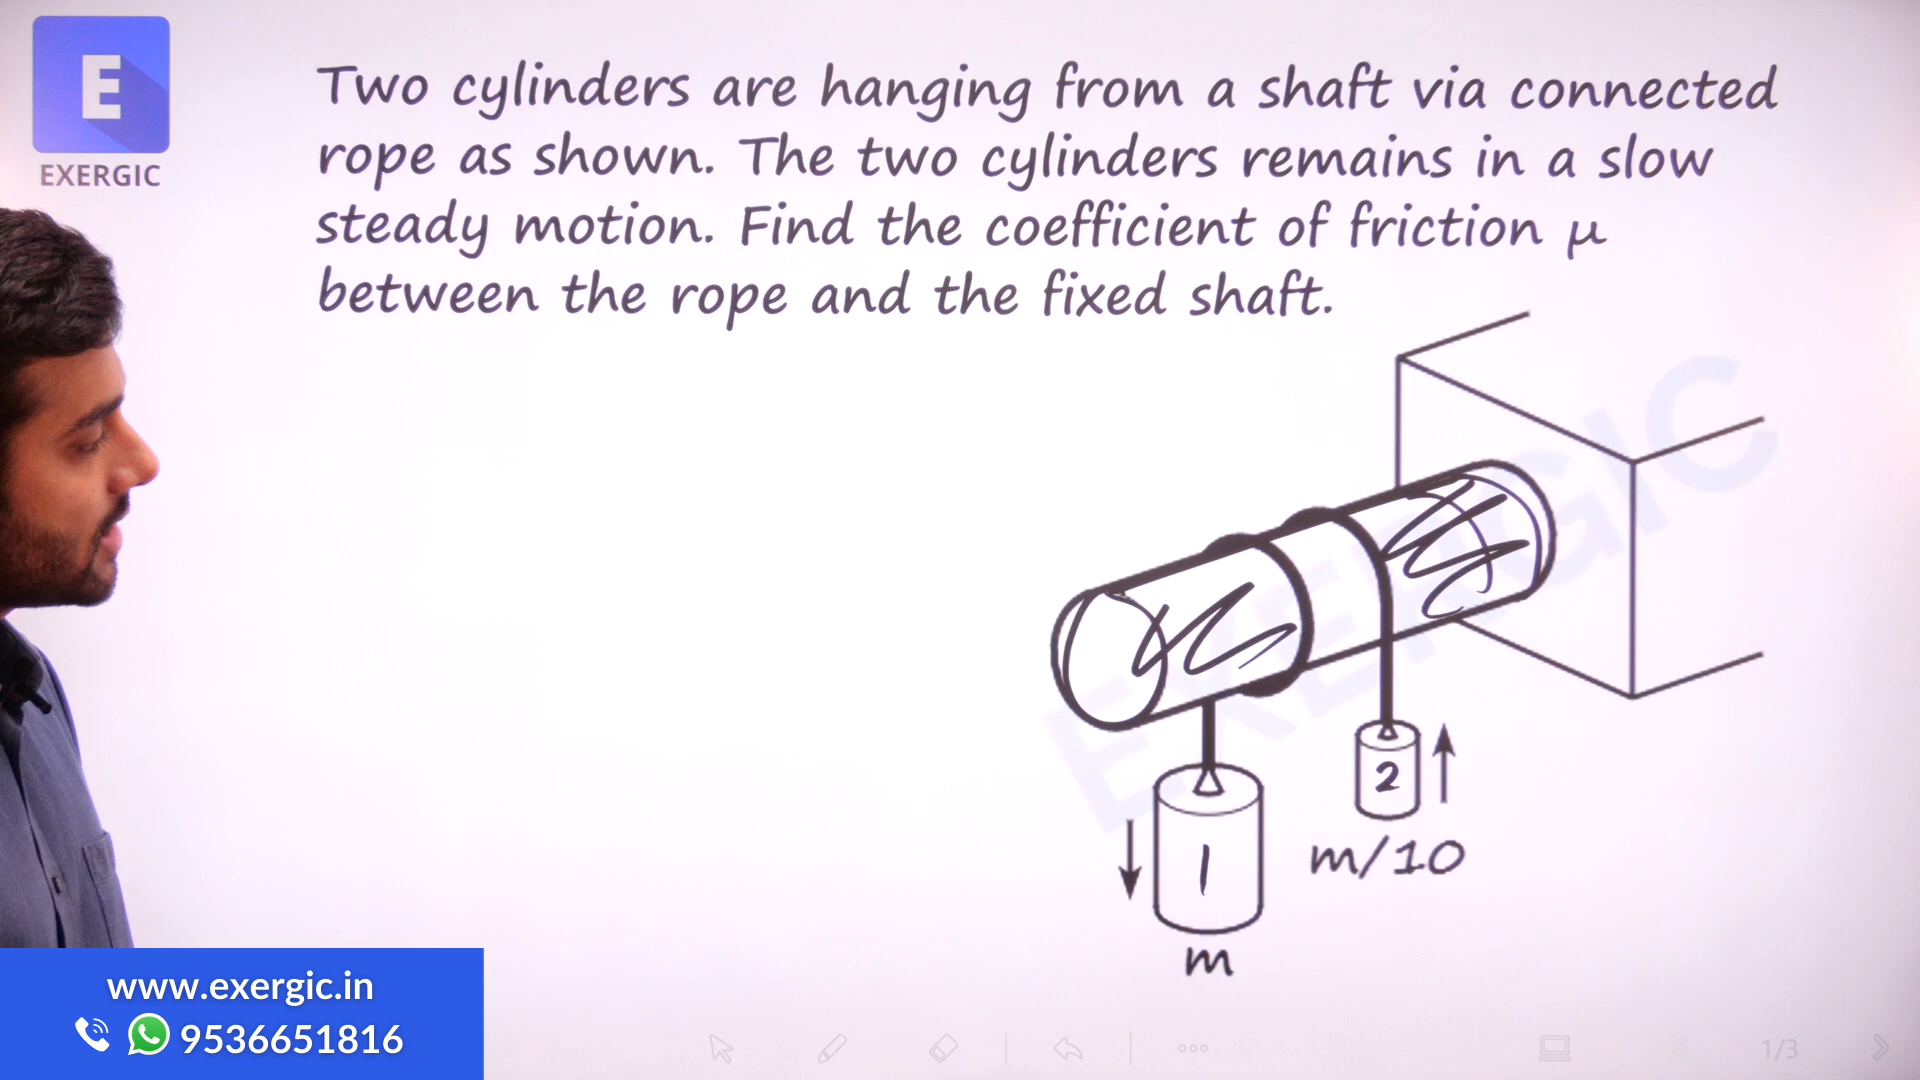 E
EXERGIC
Two cylinders are hanging from a shaft via connected
rope as shown. The two cylinders remains in a slow
steady motion. Find the coefficient of friction μ
between the rope and the fixed shaft.
EXERGIC
2
m/10
1
m
www.exergic.in
9536651816
1/3